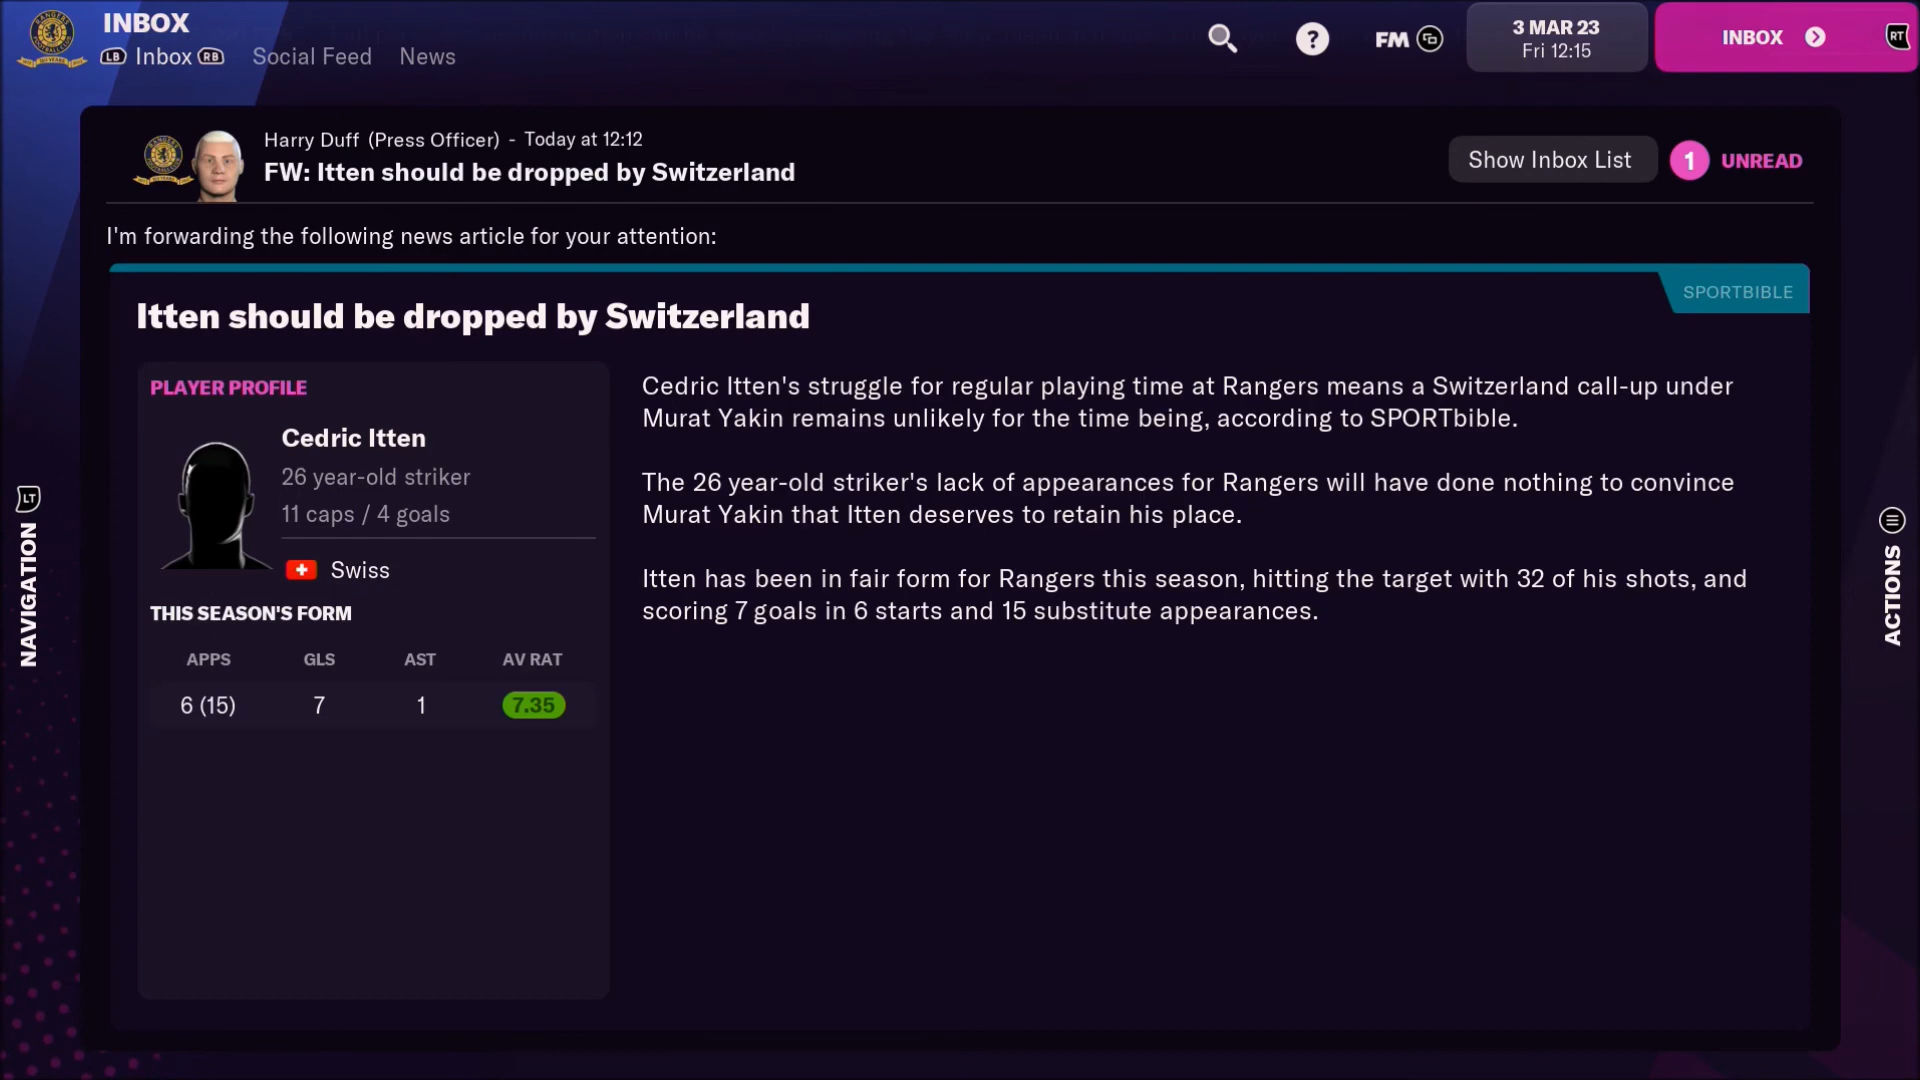 INBOX
LB Inbox RB Social Feed News
? FM
3 MAR 23
Fri 12:15
INBOX
RT
Harry Duff (Press Officer) - Today at 12:12
FW: Itten should be dropped by Switzerland
Show Inbox List
1 UNREAD
I'm forwarding the following news article for your attention:
SPORTBIBLE
Itten should be dropped by Switzerland
PLAYER PROFILE
Cedric Itten
26 year-old striker
11 caps / 4 goals
Swiss
THIS SEASON'S FORM
APPS GLS AST AV RAT
6 (15) 7 1 7.35
Cedric Itten's struggle for regular playing time at Rangers means a Switzerland call-up under
Murat Yakin remains unlikely for the time being, according to SPORTbible.
The 26 year-old striker's lack of appearances for Rangers will have done nothing to convince
Murat Yakin that Itten deserves to retain his place.
Itten has been in fair form for Rangers this season, hitting the target with 32 of his shots, and
scoring 7 goals in 6 starts and 15 substitute appearances.
NAVIGATION LT
ACTIONS